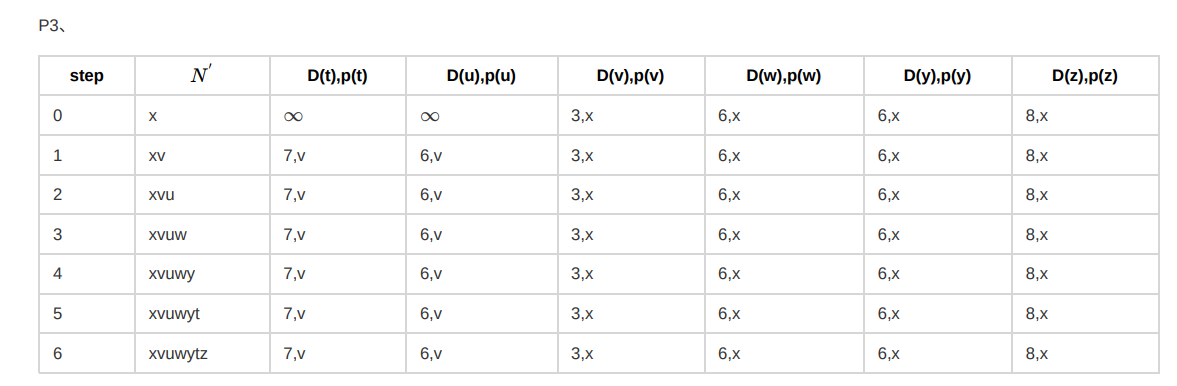 P3、
step N′ D(t),p(t) D(u),p(u) D(v),p(v) D(w),p(w) D(y),p(y) D(z),p(z)
0 x ∞ ∞ 3,x 6,x 6,x 8,x
1 xv 7,v 6,v 3,x 6,x 6,x 8,x
2 xvu 7,v 6,v 3,x 6,x 6,x 8,x
3 xvuw 7,v 6,v 3,x 6,x 6,x 8,x
4 xvuwy 7,v 6,v 3,x 6,x 6,x 8,x
5 xvuwyt 7,v 6,v 3,x 6,x 6,x 8,x
6 xvuwytz 7,v 6,v 3,x 6,x 6,x 8,x